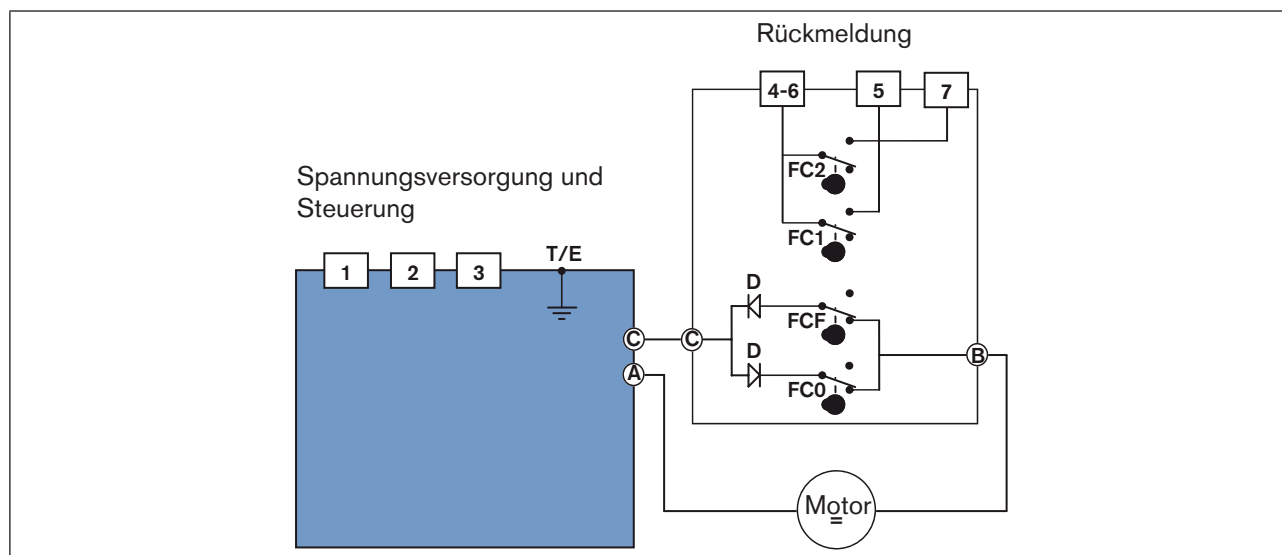 Rückmeldung
4-6 5 7
FC2
Spannungsversorgung und
Steuerung
FC1
T/E
1 2 3
D
FCF
C C
B
D
A
FC0
Motor
=